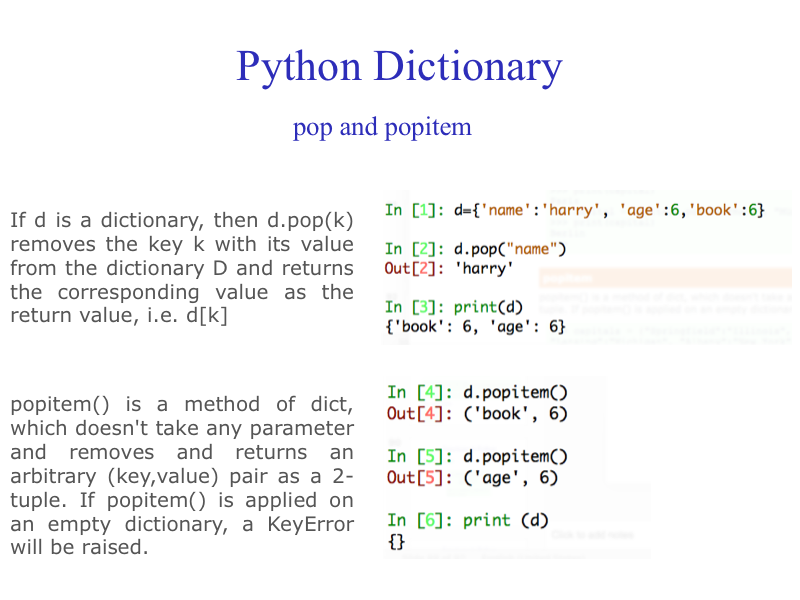 Python Dictionary
pop and popitem
If d is a dictionary, then d.pop(k)
removes the key k with its value
from the dictionary D and returns
the corresponding value as the
return value, i.e. d[k]
In [1]: d={'name':'harry', 'age':6,'book':6}
In [2]: d.pop("name")
Out[2]: 'harry'
In [3]: print(d)
{'book': 6, 'age': 6}
popitem() is a method of dict,
which doesn't take any parameter
and removes and returns an
arbitrary (key,value) pair as a 2-
tuple. If popitem() is applied on
an empty dictionary, a KeyError
will be raised.
In [4]: d.popitem()
Out[4]: ('book', 6)
In [5]: d.popitem()
Out[5]: ('age', 6)
In [6]: print (d)
{}
Click to add notes